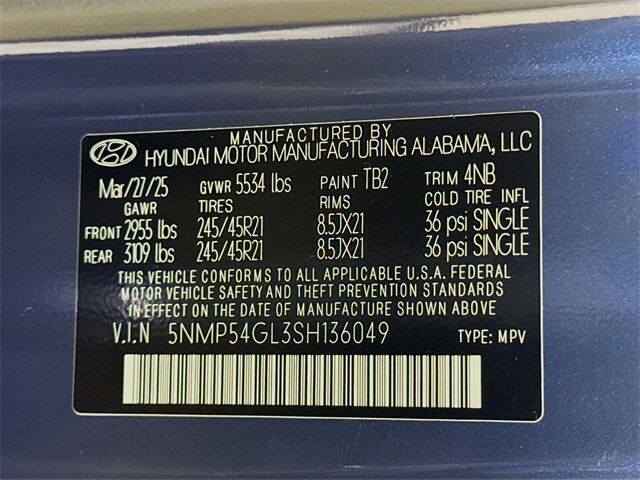 MANUFACTURED BY
HYUNDAI MOTOR MANUFACTURING ALABAMA, LLC
Mar/27/25 GVWR 5534 lbs PAINT TB2 TRIM 4NB
GAWR TIRES RIMS COLD TIRE INFL
FRONT 2955 lbs 245/45R21 8.5JX21 36 psi SINGLE
REAR 3109 lbs 245/45R21 8.5JX21 36 psi SINGLE
THIS VEHICLE CONFORMS TO ALL APPLICABLE U.S.A. FEDERAL
MOTOR VEHICLE SAFETY AND THEFT PREVENTION STANDARDS
IN EFFECT ON THE DATE OF MANUFACTURE SHOWN ABOVE.
V.I.N 5NMP54GL3SH136049 TYPE: MPV